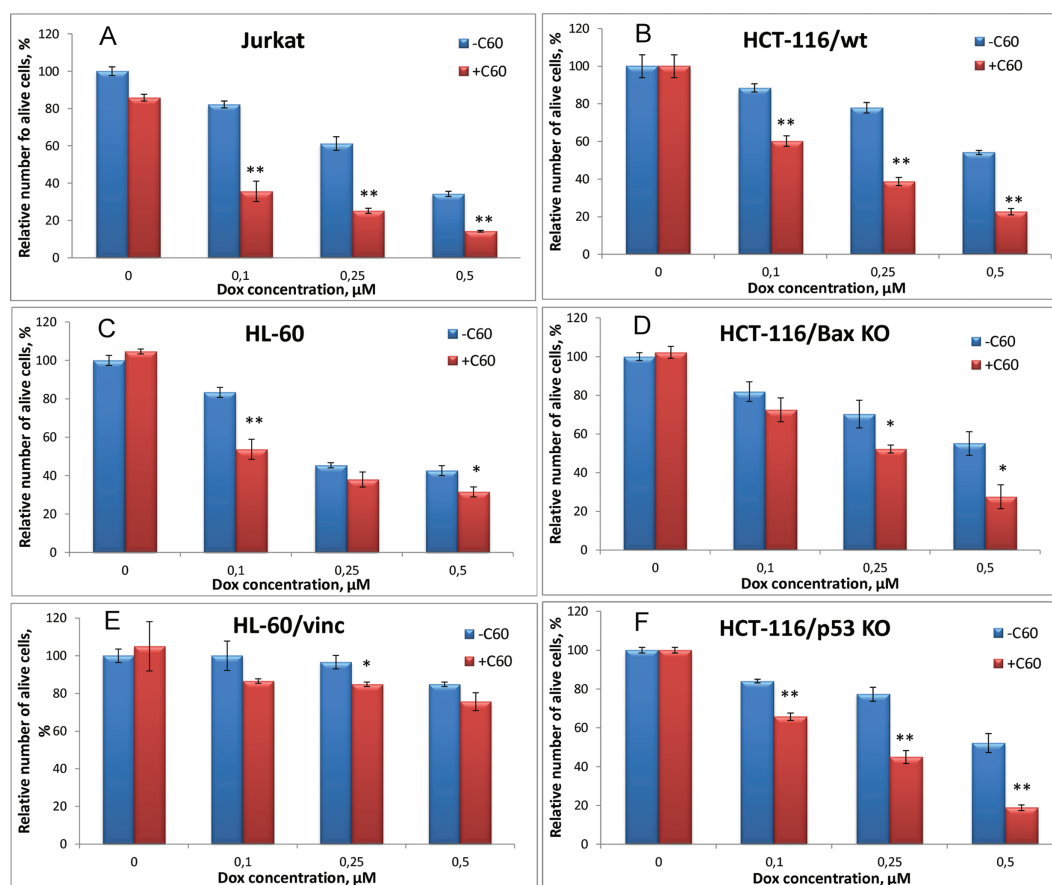 A
Jurkat
-C60
+C60
Relative number fo alive cells, %
120
100
80
60
40
20
0
0 0,1 0,25 0,5
Dox concentration, µM
** ** **
B
HCT-116/wt
-C60
+C60
Relative number of alive cells, %
120
100
80
60
40
20
0
0 0,1 0,25 0,5
Dox concentration, µM
** ** **
C
HL-60
-C60
+C60
Relative number of alive cells, %
120
100
80
60
40
20
0
0 0,1 0,25 0,5
Dox concentration, µM
** *
D
HCT-116/Bax KO
-C60
+C60
Relative number of alive cells, %
120
100
80
60
40
20
0
0 0,1 0,25 0,5
Dox concentration, µM
* *
E
HL-60/vinc
-C60
+C60
Relative number of alive cells,
%
120
100
80
60
40
20
0
0 0,1 0,25 0,5
Dox concentration, µM
*
F
HCT-116/p53 KO
-C60
+C60
Relative number of alive cells, %
120
100
80
60
40
20
0
0 0,1 0,25 0,5
Dox concentration, µM
** ** **